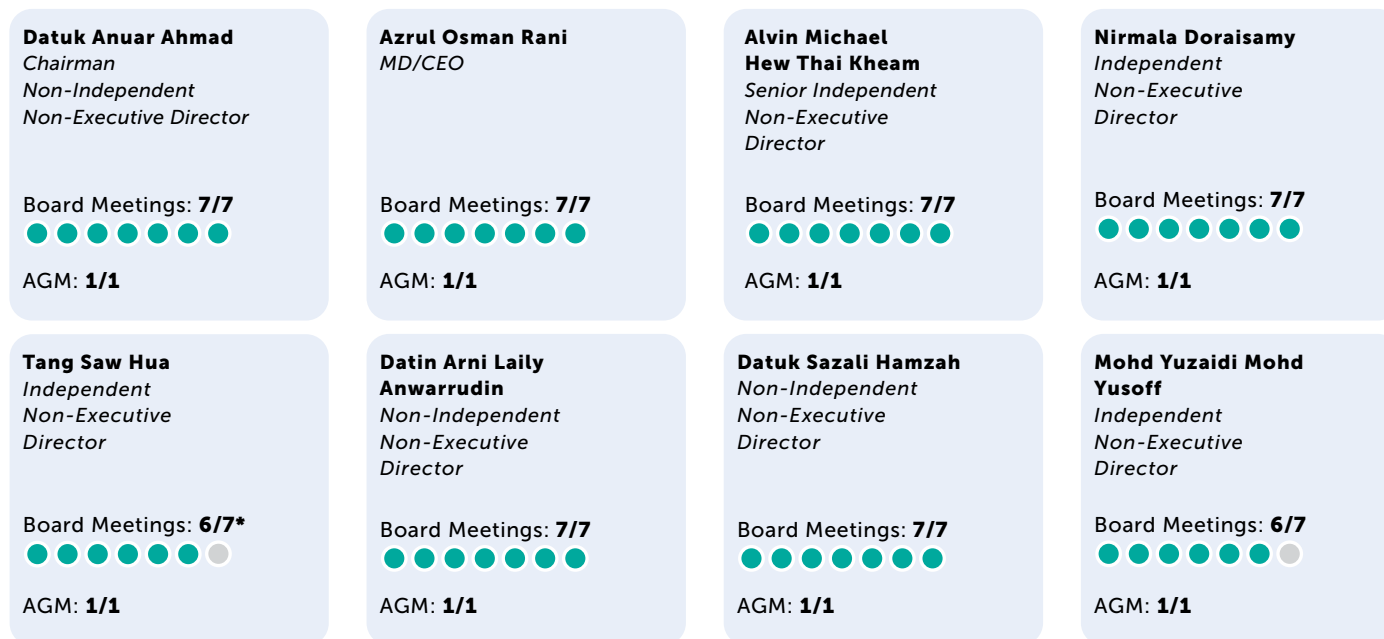 Datuk Anuar Ahmad
Chairman
Non-Independent
Non-Executive Director
Board Meetings: 7/7
AGM: 1/1
Azrul Osman Rani
MD/CEO
Board Meetings: 7/7
AGM: 1/1
Alvin Michael
Hew Thai Kheam
Senior Independent
Non-Executive
Director
Board Meetings: 7/7
AGM: 1/1
Nirmala Doraisamy
Independent
Non-Executive
Director
Board Meetings: 7/7
AGM: 1/1
Tang Saw Hua
Independent
Non-Executive
Director
Board Meetings: 6/7*
AGM: 1/1
Datin Arni Laily
Anwarrudin
Non-Independent
Non-Executive
Director
Board Meetings: 7/7
AGM: 1/1
Datuk Sazali Hamzah
Non-Independent
Non-Executive
Director
Board Meetings: 7/7
AGM: 1/1
Mohd Yuzaidi Mohd
Yusoff
Independent
Non-Executive
Director
Board Meetings: 6/7
AGM: 1/1